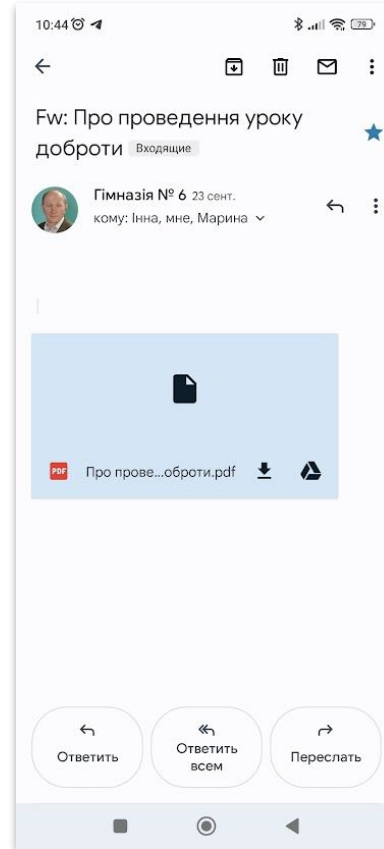 10:44
79
Fw: Про проведення уроку
доброти Входящие
Гімназія № 6 23 сент.
кому: Інна, мне, Марина
PDF Про прове...оброти.pdf
Ответить
Ответить
всем
Переслать